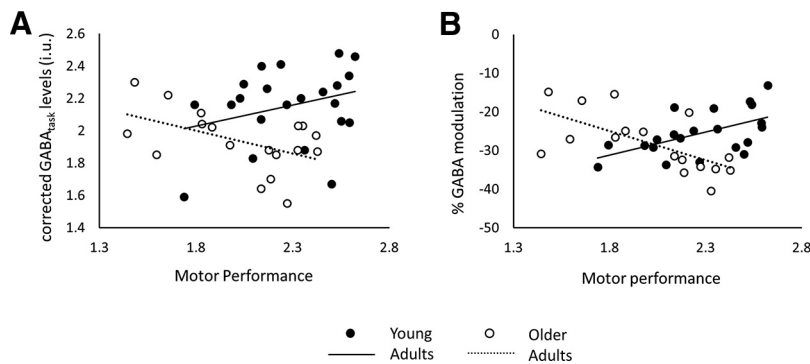 A
corrected GABAtask levels (i.u.)
2.6
2.4
2.2
2
1.8
1.6
1.4
1.3
1.8
2.3
2.8
Motor Performance
B
% GABA modulation
0
-10
-20
-30
-40
-50
1.3
1.8
2.3
2.8
Motor performance
Young
Adults
Older
Adults